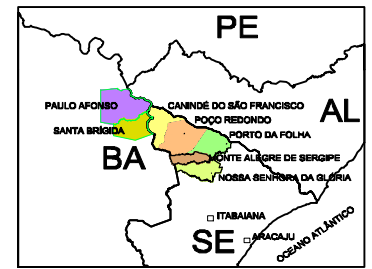 PE
PAULO AFONSO
CANINDÉ DO SÃO FRANCISCO
AL
POÇO REDONDO
SANTA BRÍGIDA
PORTO DA FOLHA
BA
MONTE ALEGRE DE SERGIPE
NOSSA SENHORA DA GLÓRIA
ITABAIANA
SE
ARACAJU
OCEANO ATLÂNTICO